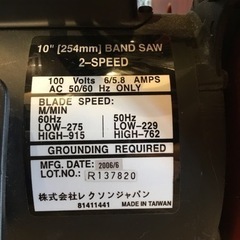 10" [254mm] BAND SAW
2-SPEED
100 Volts 6/5.8 AMPS
AC 50/60 Hz ONLY
BLADE SPEED:
M/MIN
60Hz 50Hz
LOW-275 LOW-229
HIGH-915 HIGH-762
GROUNDING REQUIRED
MFG. DATE: 2006/6
LOT.NO.: R137820
株式会社レクソンジャパン
81411441 MADE IN TAIWAN